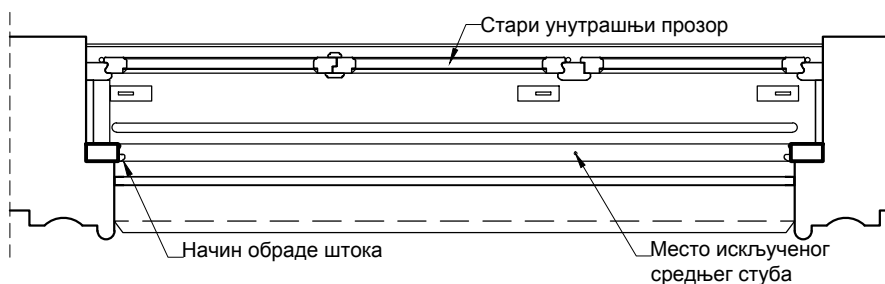 Стари унутрашњи прозор
Начин обраде штока
Место искљученог
средњег стуба